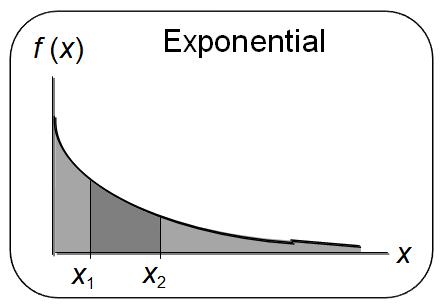 Exponential
f (x)
x
x₁ x₂